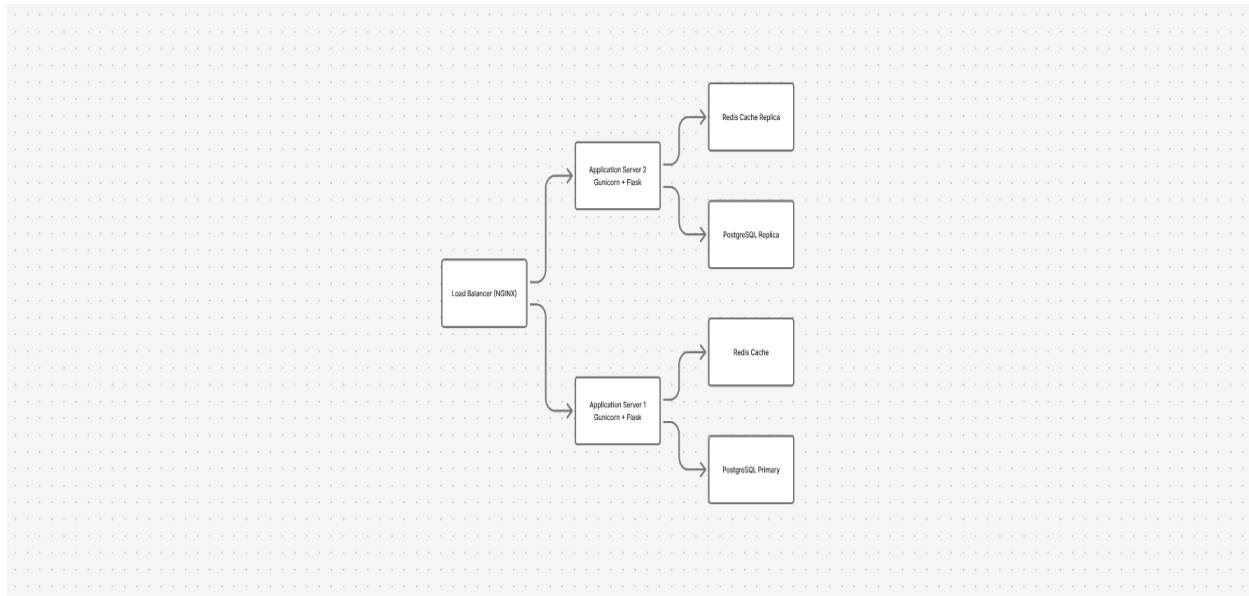 Redis Cache Replica
Application Server 2
Gunicorn + Flask
PostgreSQL Replica
Load Balancer (NGINX)
Redis Cache
Application Server 1
Gunicorn + Flask
PostgreSQL Primary